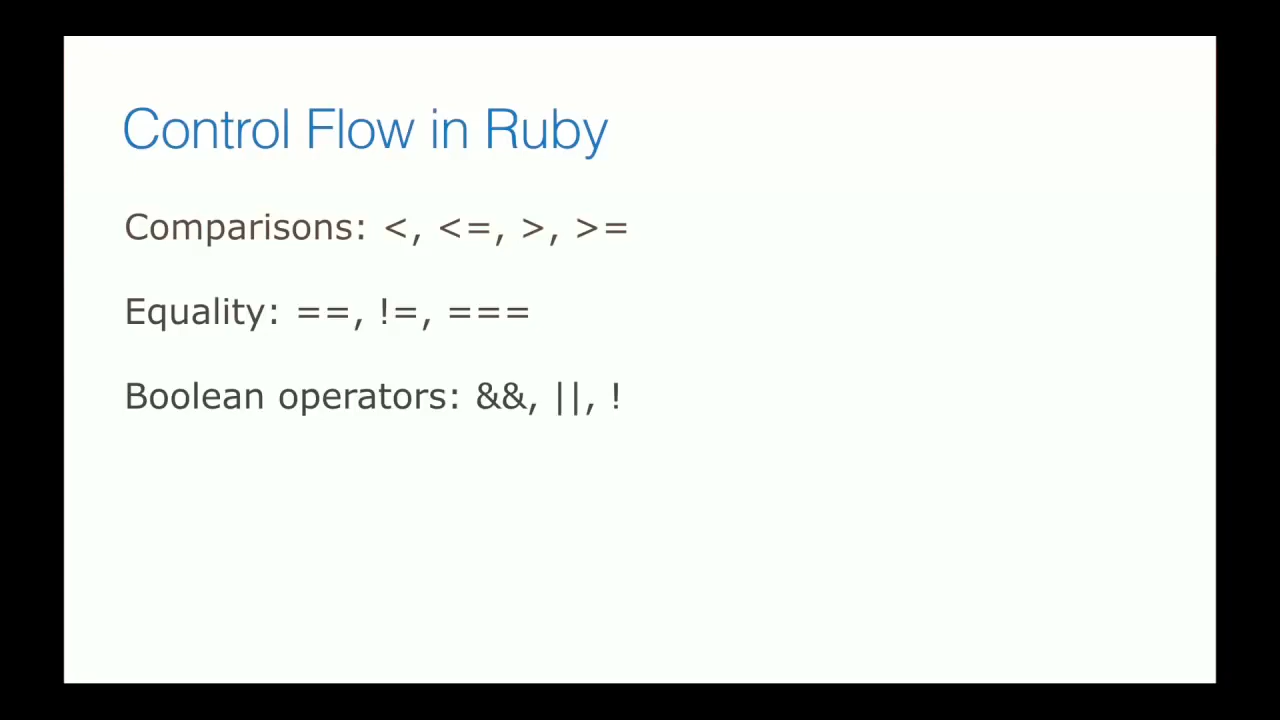 Control Flow in Ruby
Comparisons: <, <=, >, >=
Equality: ==, !=, ===
Boolean operators: &&, ||, !